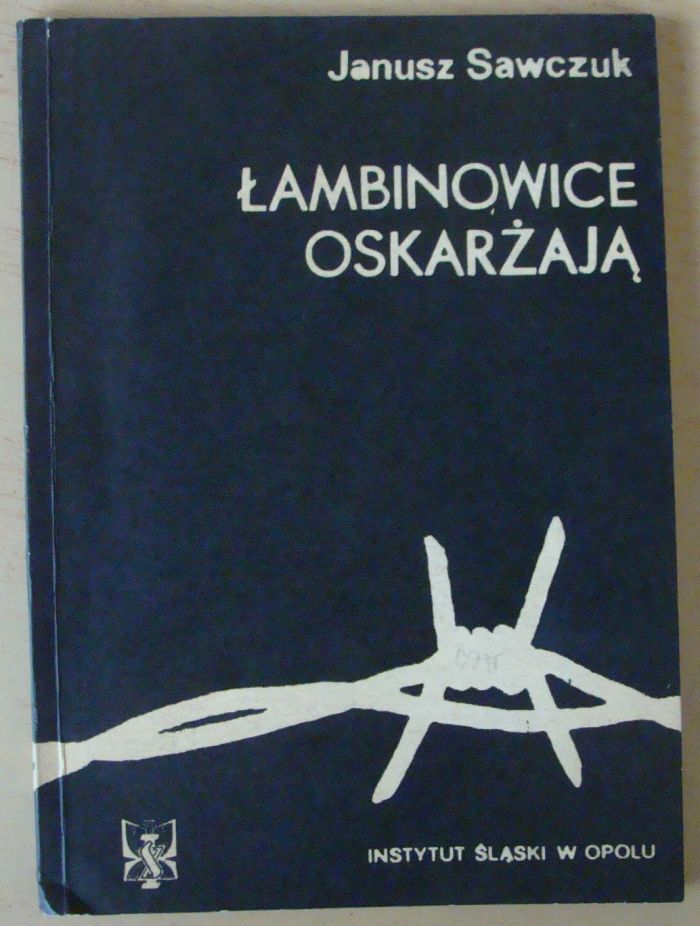 Janusz Sawczuk
ŁAMBINOWICE
OSKARŻAJĄ
INSTYTUT ŚLĄSKI W OPOLU